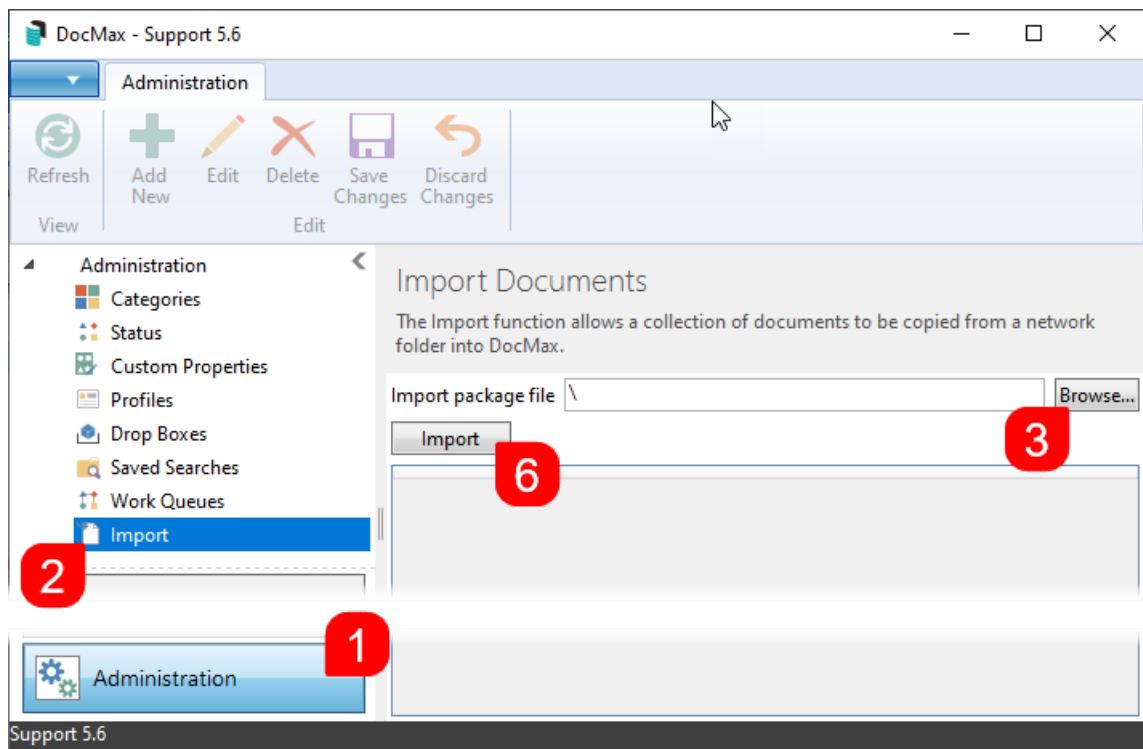 DocMax - Support 5.6
Administration
Refresh
Add
New
Edit
Delete
Save
Changes
Discard
Changes
View
Edit
Administration
Categories
Status
Custom Properties
Profiles
Drop Boxes
Saved Searches
Work Queues
Import
2
1
Administration
Import Documents
The Import function allows a collection of documents to be copied from a network
folder into DocMax.
Import package file \
Browse...
3
Import
6
Support 5.6